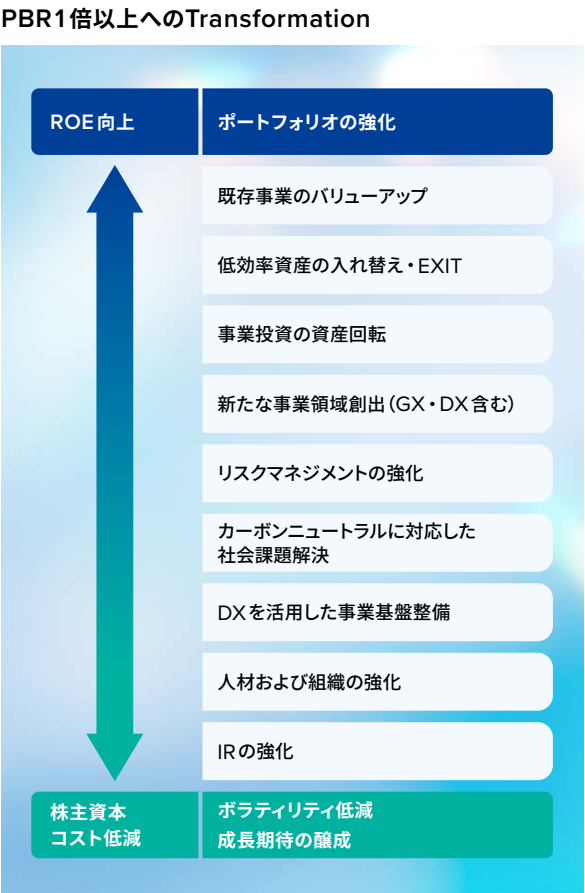 PBR1倍以上へのTransformation
ROE向上
ポートフォリオの強化
既存事業のバリューアップ
低効率資産の入れ替え・EXIT
事業投資の資産回転
新たな事業領域創出（GX・DX含む）
リスクマネジメントの強化
カーボンニュートラルに対応した
社会課題解決
DXを活用した事業基盤整備
人材および組織の強化
IRの強化
株主資本
コスト低減
ボラティリティ低減
成長期待の醸成